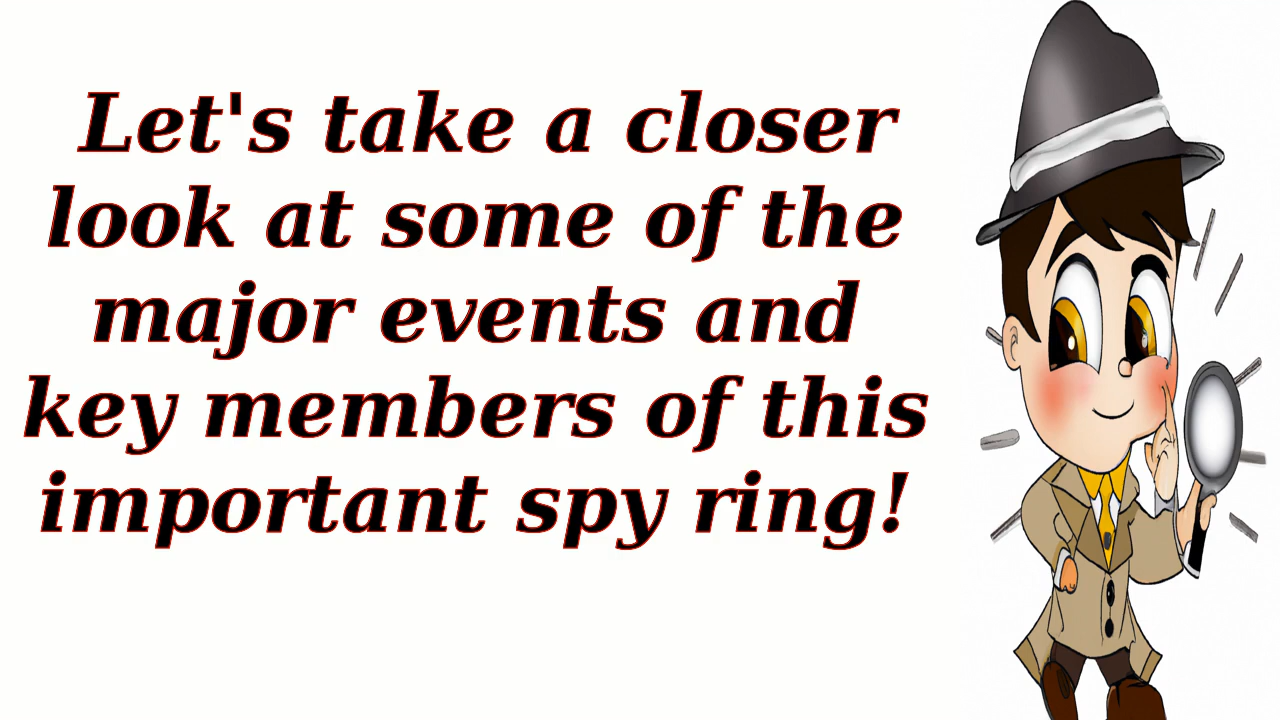 Let's take a closer
look at some of the
major events and
key members of this
important spy ring!